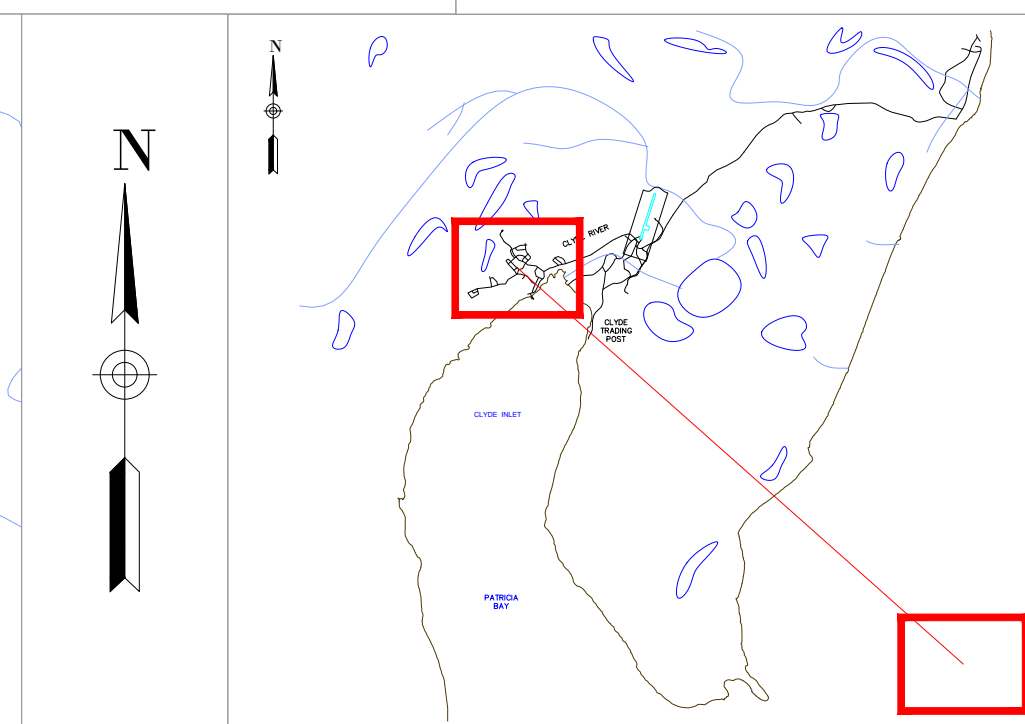 N
N
CLYDE RIVER
CLYDE
TRADING
POST
CLYDE INLET
PATRICIA
BAY